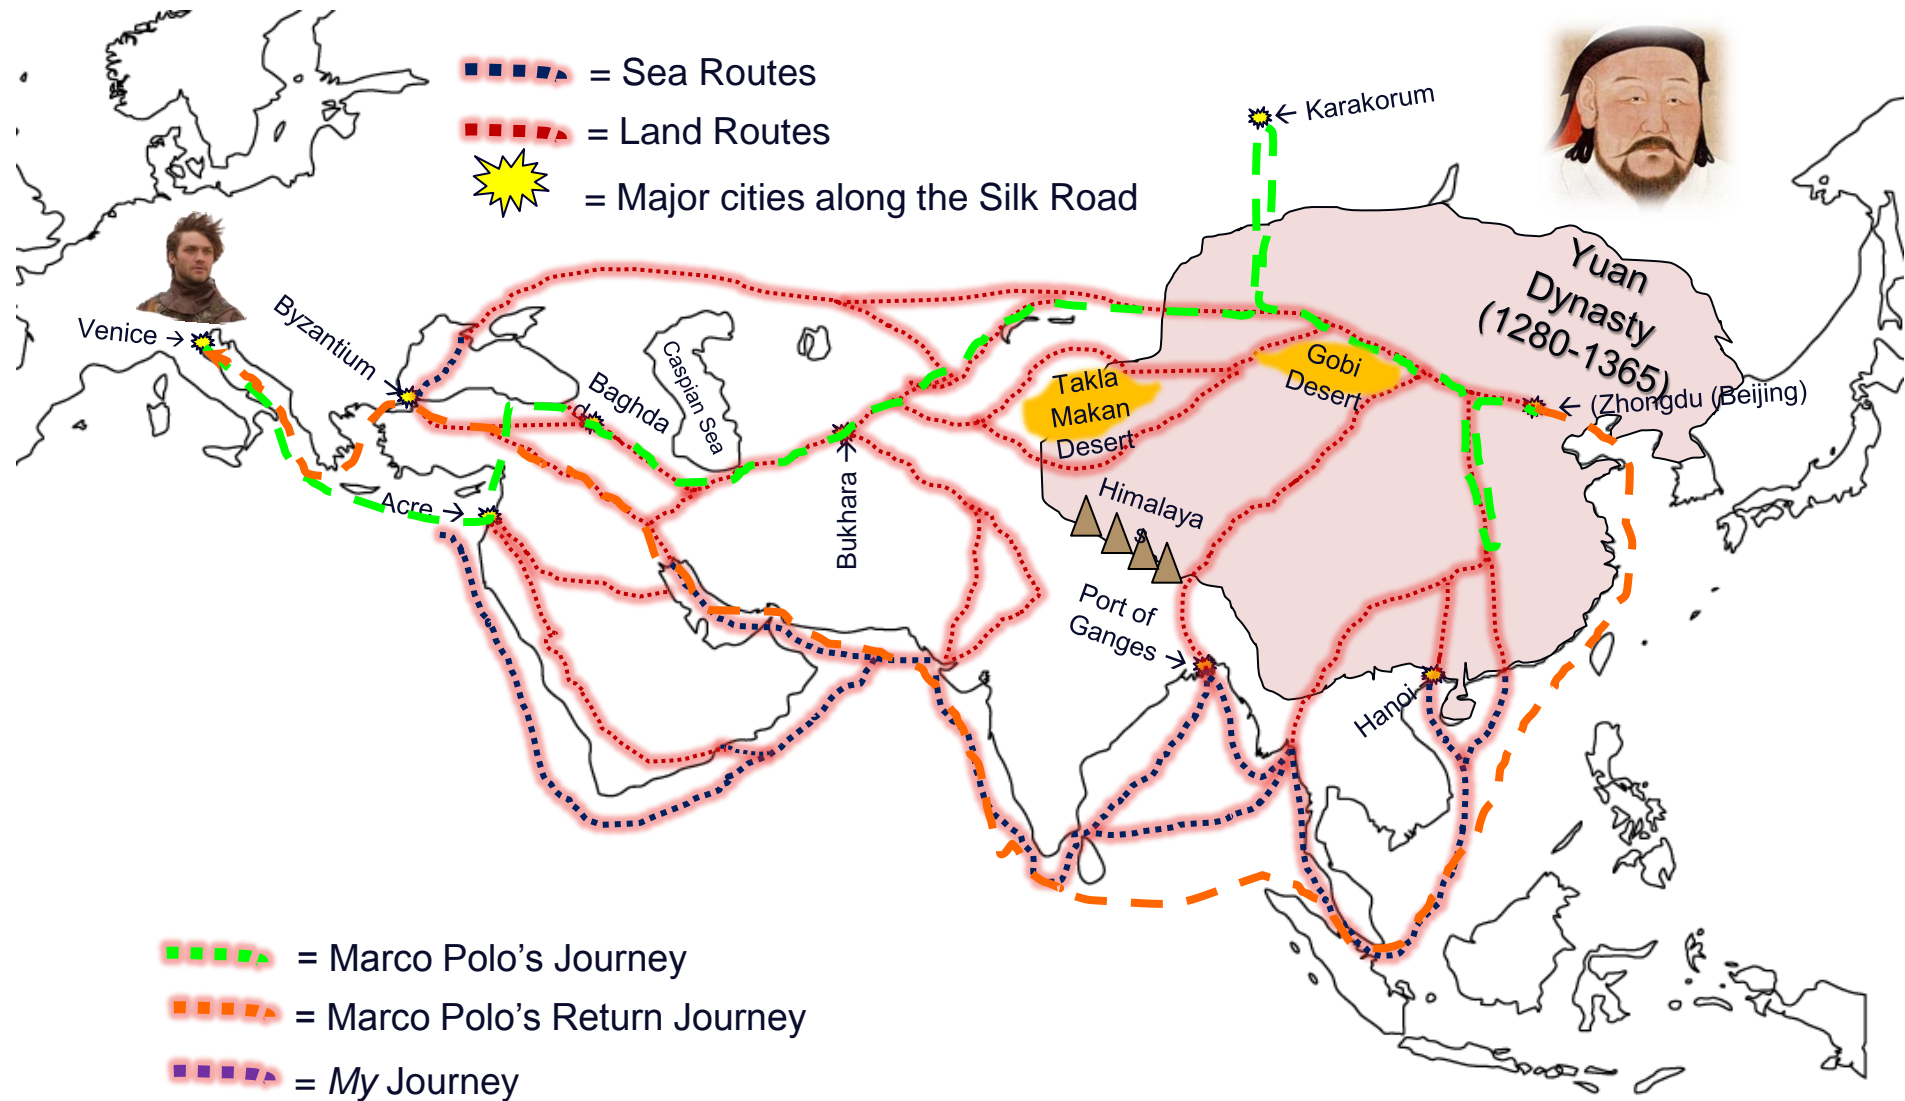 = Sea Routes
= Land Routes
= Major cities along the Silk Road
← Karakorum
Yuan
Dynasty
(1280-1365)
Venice →
Byzantium
Caspian Sea
Baghda
d
Takla
Makan
Desert
Gobi
Desert
← (Zhongdu (Beijing)
Acre →
Bukhara →
Himalaya
s
Port of
Ganges →
Hanoi
= Marco Polo’s Journey
= Marco Polo’s Return Journey
= My Journey